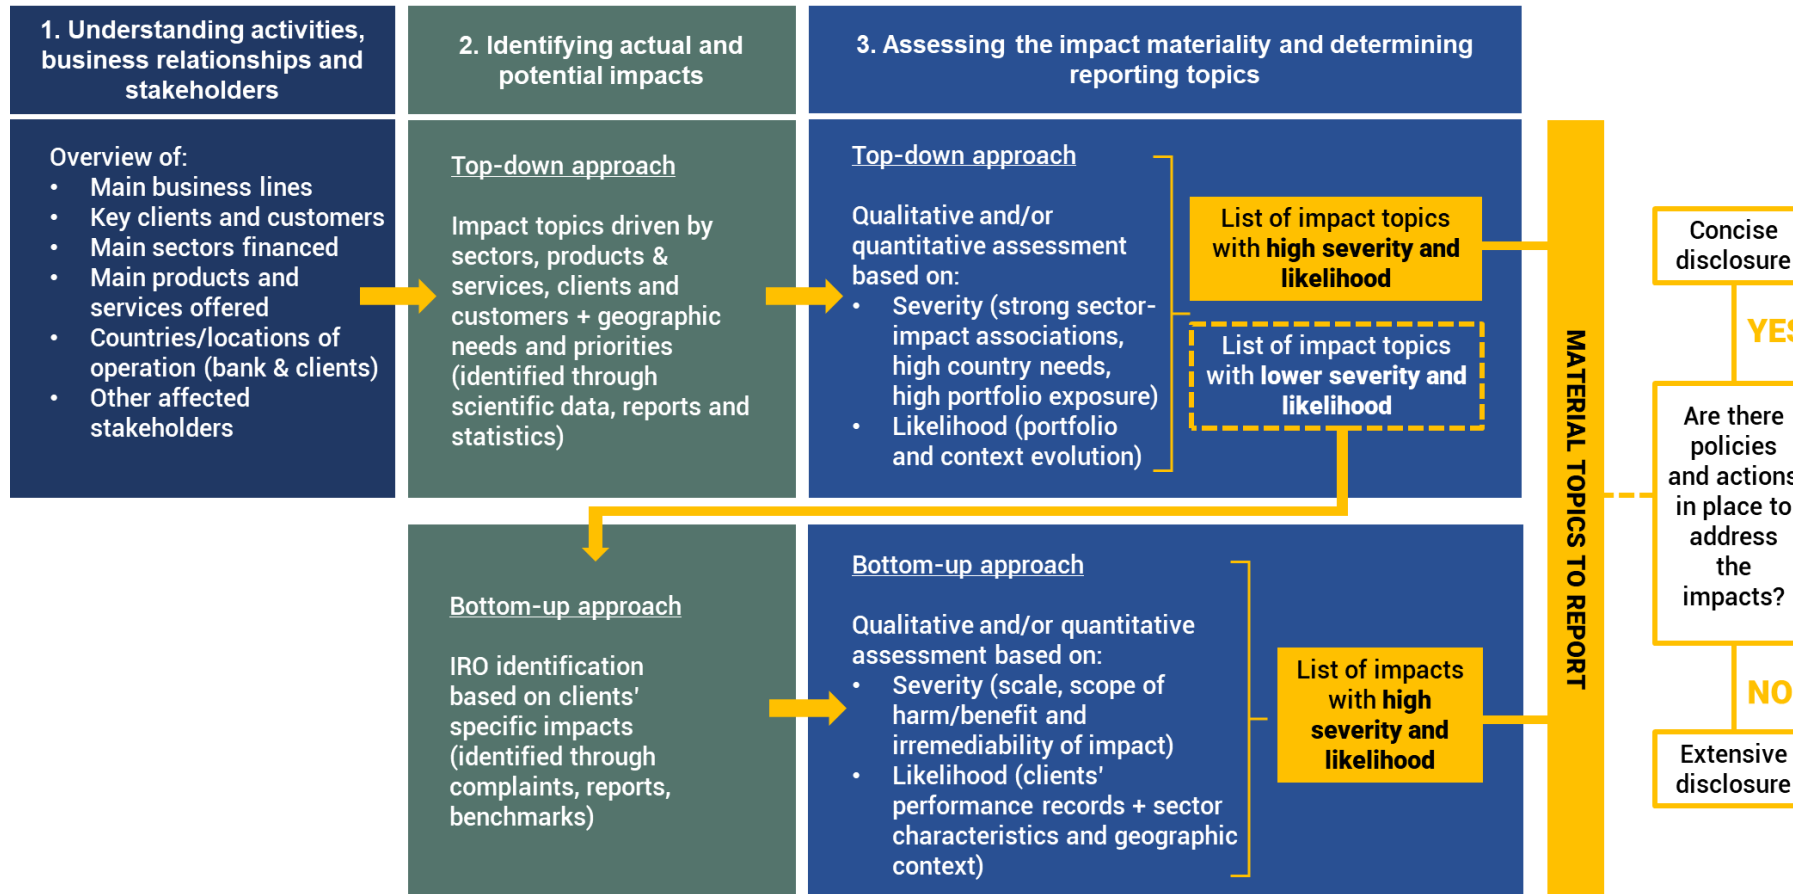 1. Understanding activities,
business relationships and
stakeholders
2. Identifying actual and
potential impacts
3. Assessing the impact materiality and determining
reporting topics
Overview of:
• Main business lines
• Key clients and customers
• Main sectors financed
• Main products and
services offered
• Countries/locations of
operation (bank & clients)
• Other affected
stakeholders
Top-down approach
Impact topics driven by
sectors, products &
services, clients and
customers + geographic
needs and priorities
(identified through
scientific data, reports and
statistics)
Top-down approach
Qualitative and/or
quantitative assessment
based on:
• Severity (strong sector-
impact associations,
high country needs,
high portfolio exposure)
• Likelihood (portfolio
and context evolution)
List of impact topics
with high severity and
likelihood
List of impact topics
with lower severity and
likelihood
Bottom-up approach
IRO identification
based on clients'
specific impacts
(identified through
complaints, reports,
benchmarks)
Bottom-up approach
Qualitative and/or quantitative
assessment based on:
• Severity (scale, scope of
harm/benefit and
irremediability of impact)
• Likelihood (clients'
performance records + sector
characteristics and geographic
context)
List of impacts
with high
severity and
likelihood
MATERIAL TOPICS TO REPORT
Concise
disclosure
YES
Are there
policies
and actions
in place to
address
the
impacts?
NO
Extensive
disclosure